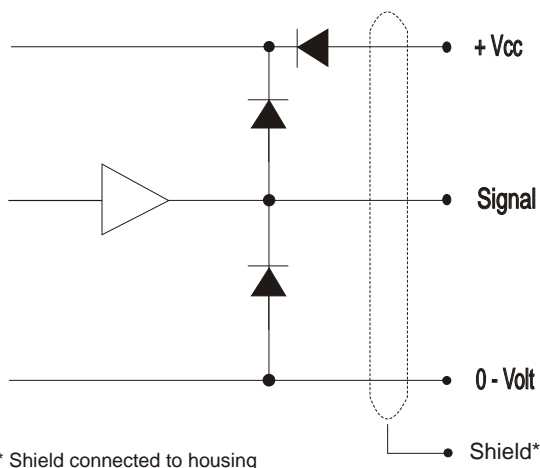 + Vcc
Signal
0 - Volt
Shield*
* Shield connected to housing